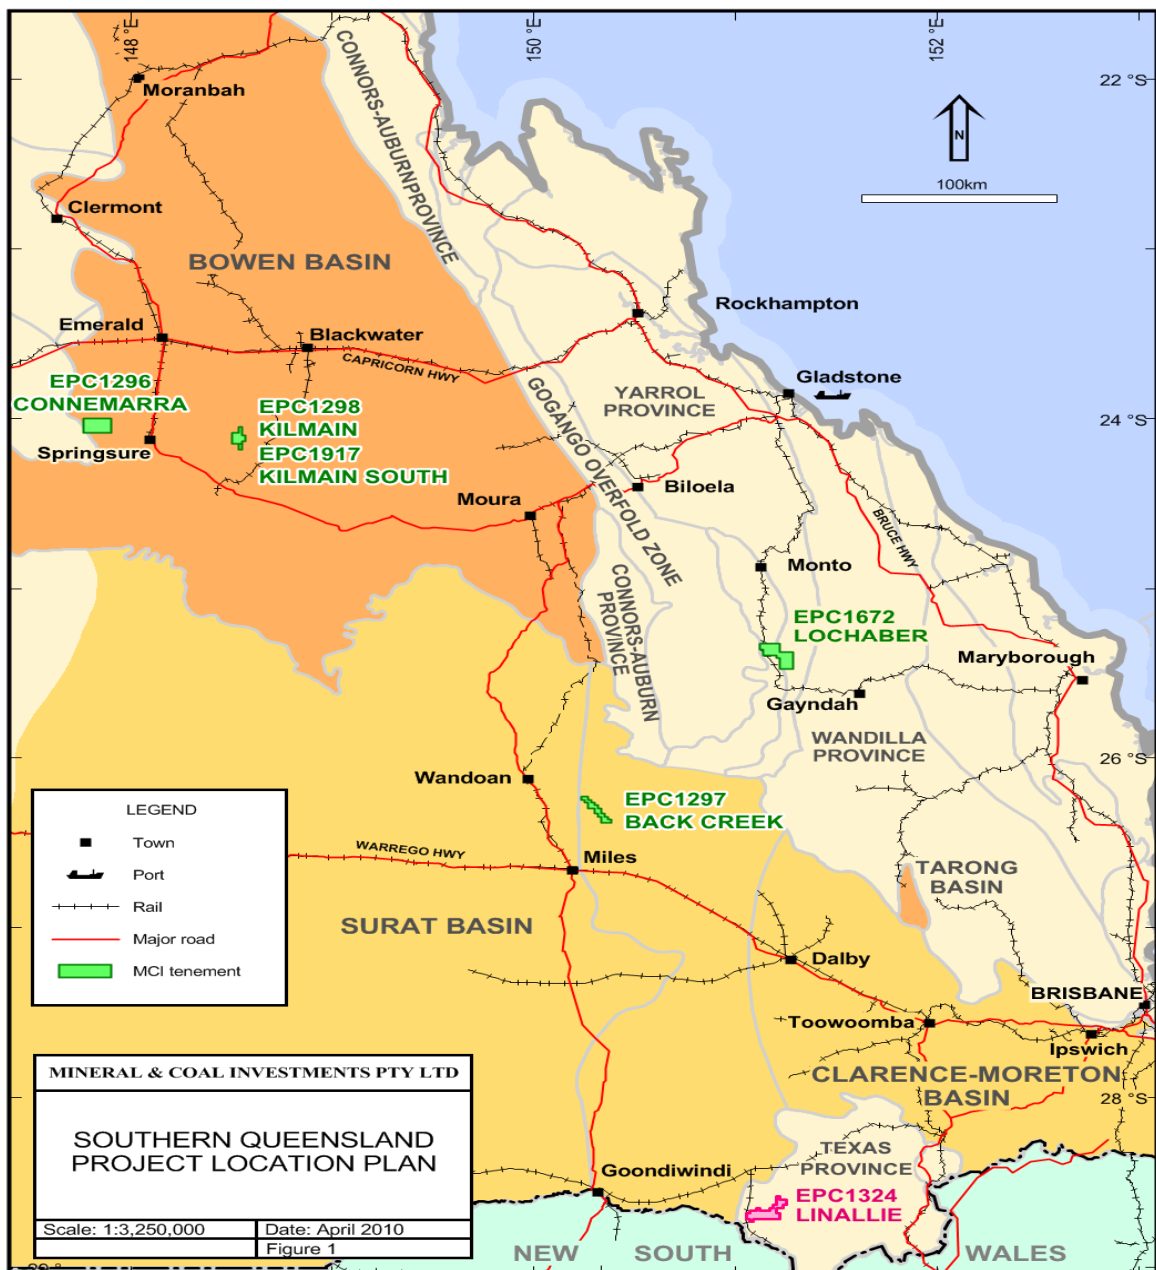 148 °E
150 °E
152 °E
22 °S
Moranbah
CONNORS-AUBURNPROVINCE
N
100km
Clermont
BOWEN BASIN
Rockhampton
Emerald
Blackwater
CAPRICORN HWY
EPC1296
CONNEMARRA
Gladstone
YARROL
PROVINCE
GOGANGO OVERFOLD ZONE
24 °S
EPC1298
KILMAIN
EPC1917
KILMAIN SOUTH
Springsure
Moura
Biloela
BRUCE HWY
Monto
CONNORS-AUBURN
PROVINCE
EPC1672
LOCHABER
Maryborough
Gayndah
WANDILLA
PROVINCE
26 °S
Wandoan
EPC1297
BACK CREEK
LEGEND
Town
Port
Rail
Major road
MCI tenement
WARREGO HWY
Miles
TARONG
BASIN
SURAT BASIN
Dalby
BRISBANE
Toowoomba
Ipswich
CLARENCE-MORETON
BASIN
28 °S
MINERAL & COAL INVESTMENTS PTY LTD
SOUTHERN QUEENSLAND
PROJECT LOCATION PLAN
Scale: 1:3,250,000
Date: April 2010
Figure 1
TEXAS
PROVINCE
Goondiwindi
EPC1324
LINALLIE
NEW SOUTH WALES